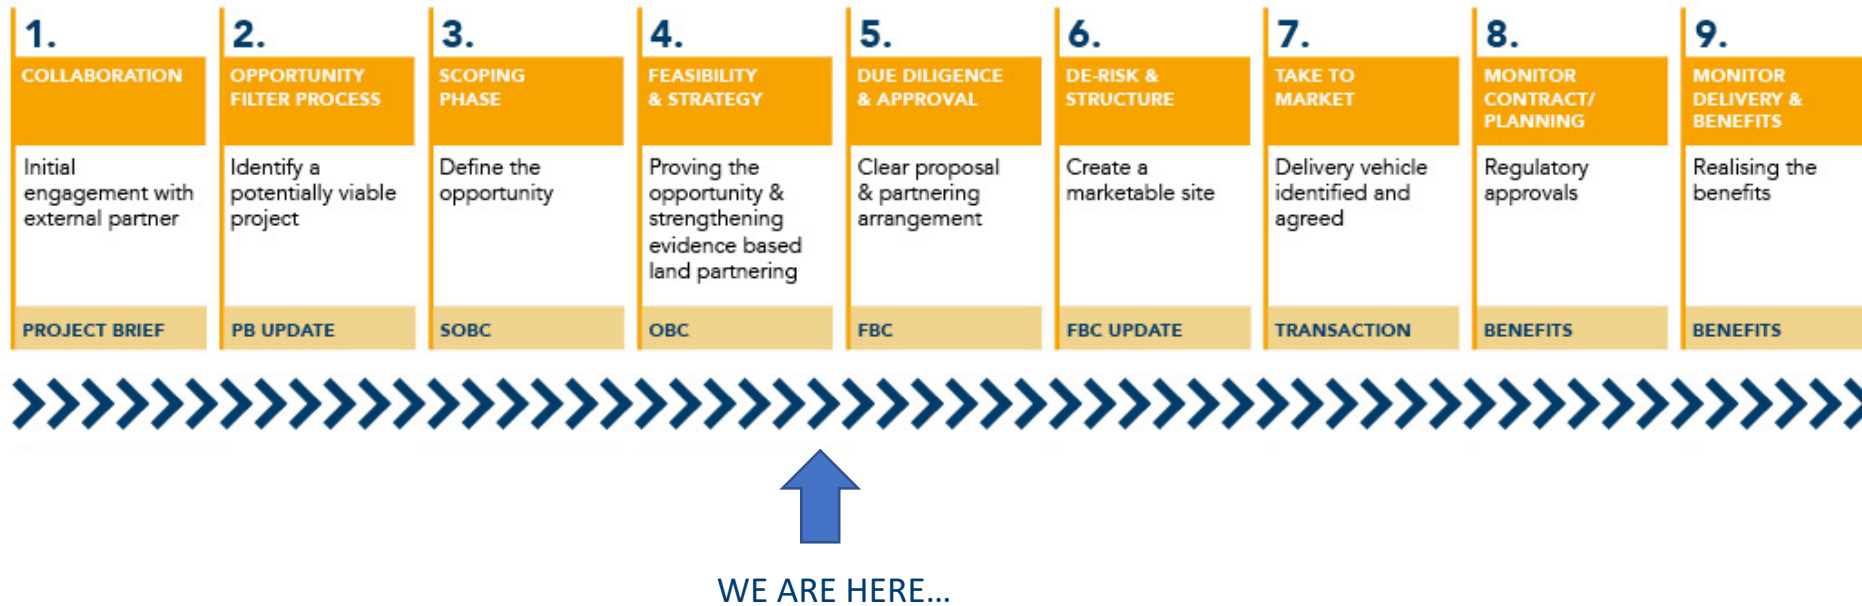 1.
COLLABORATION
Initial
engagement with
external partner
PROJECT BRIEF
2.
OPPORTUNITY
FILTER PROCESS
Identify a
potentially viable
project
PB UPDATE
3.
SCOPING
PHASE
Define the
opportunity
SOBC
4.
FEASIBILITY
& STRATEGY
Proving the
opportunity &
strengthening
evidence based
land partnering
OBC
5.
DUE DILIGENCE
& APPROVAL
Clear proposal
& partnering
arrangement
FBC
6.
DE-RISK &
STRUCTURE
Create a
marketable site
FBC UPDATE
7.
TAKE TO
MARKET
Delivery vehicle
identified and
agreed
TRANSACTION
8.
MONITOR
CONTRACT/
PLANNING
Regulatory
approvals
BENEFITS
9.
MONITOR
DELIVERY &
BENEFITS
Realising the
benefits
BENEFITS
WE ARE HERE...